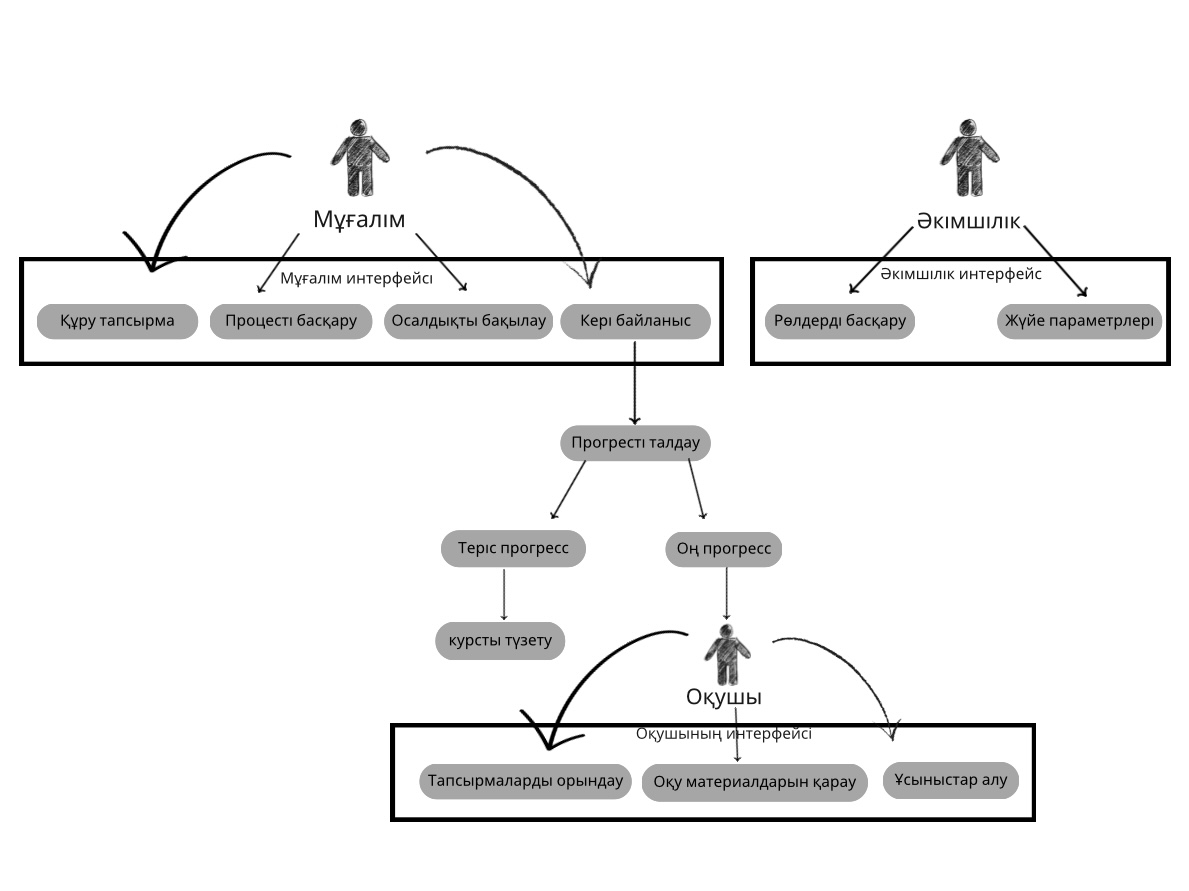 Мұғалім
Әкімшілік
Мұғалім интерфейсі
Әкімшілік интерфейс
Құру тапсырма
Процесті басқару
Осалдықты бақылау
Кері байланыс
Рөлдерді басқару
Жүйе параметрлері
Прогресті талдау
Теріс прогресс
Оң прогресс
курсты түзету
Оқушы
Оқушының интерфейсі
Тапсырмаларды орындау
Оқу материалдарын қарау
Ұсыныстар алу